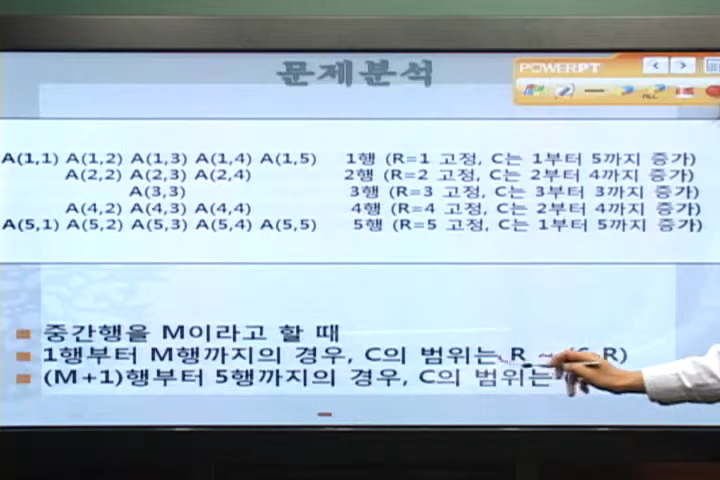 문제분석
POWERPT
A(1,1) A(1,2) A(1,3) A(1,4) A(1,5) 1행 (R=1 고정, C는 1부터 5까지 증가)
A(2,2) A(2,3) A(2,4) 2행 (R=2 고정, C는 2부터 4까지 증가)
A(3,3) 3행 (R=3 고정, C는 3부터 3까지 증가)
A(4,2) A(4,3) A(4,4) 4행 (R=4 고정, C는 2부터 4까지 증가)
A(5,1) A(5,2) A(5,3) A(5,4) A(5,5) 5행 (R=5 고정, C는 1부터 5까지 증가)
중간행을 M이라고 할 때
1행부터 M행까지의 경우, C의 범위는 R R)
(M+1)행부터 5행까지의 경우, C의 범위는